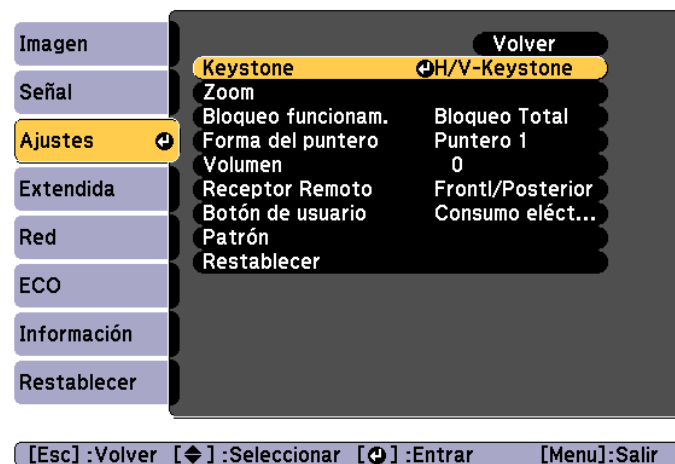 Imagen
Señal
Ajustes
Extendida
Red
ECO
Información
Restablecer
Volver
Keystone H/V-Keystone
Zoom
Bloqueo funcionam. Bloqueo Total
Forma del puntero Puntero 1
Volumen 0
Receptor Remoto Frontl/Posterior
Botón de usuario Consumo eléct...
Patrón
Restablecer
[Esc] :Volver [ ] :Seleccionar [ ] :Entrar [Menu]:Salir